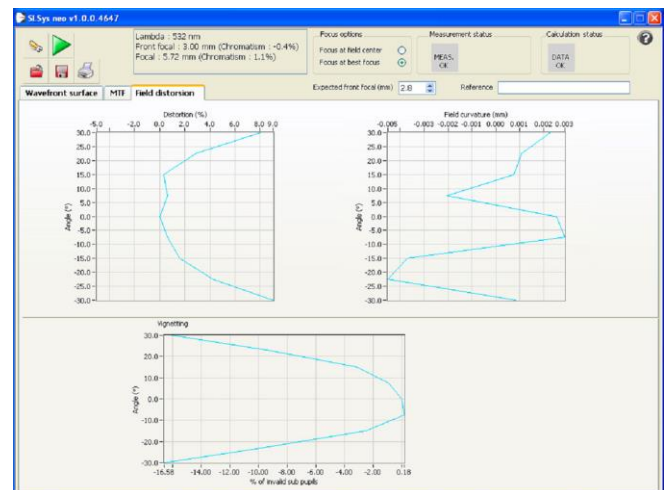 SLSys neo v1.0.0.4647
Lambda : 532 nm
Front focal : 3.00 mm (Chromatism : -0.4%)
Focal : 5.72 mm (Chromatism : 1.1%)
Focus options
Focus at field center
Focus at best focus
Measurement status
MEAS.
OK
Calculation status
DATA
OK
Expected front focal (mm) 2.8
Reference
Wavefront surface MTF Field distorsion
Distortion (%)
-5.0 -2.0 0.0 2.0 4.0 8.0 9.0
30.0
25.0
20.0
15.0
10.0
5.0
0.0
-5.0
-10.0
-15.0
-20.0
-25.0
-30.0
Angle (°)
Field curvature (mm)
-0.005 -0.003 -0.002 -0.001 0.000 0.001 0.002 0.003
30.0
25.0
20.0
15.0
10.0
5.0
0.0
-5.0
-10.0
-15.0
-20.0
-25.0
-30.0
Angle (°)
Vignetting
30.0
20.0
10.0
0.0
-10.0
-20.0
-30.0
Angle (°)
-16.58 -14.00 -12.00 -10.00 -8.00 -6.00 -4.00 -2.00 0.18
% of invalid sub pupils